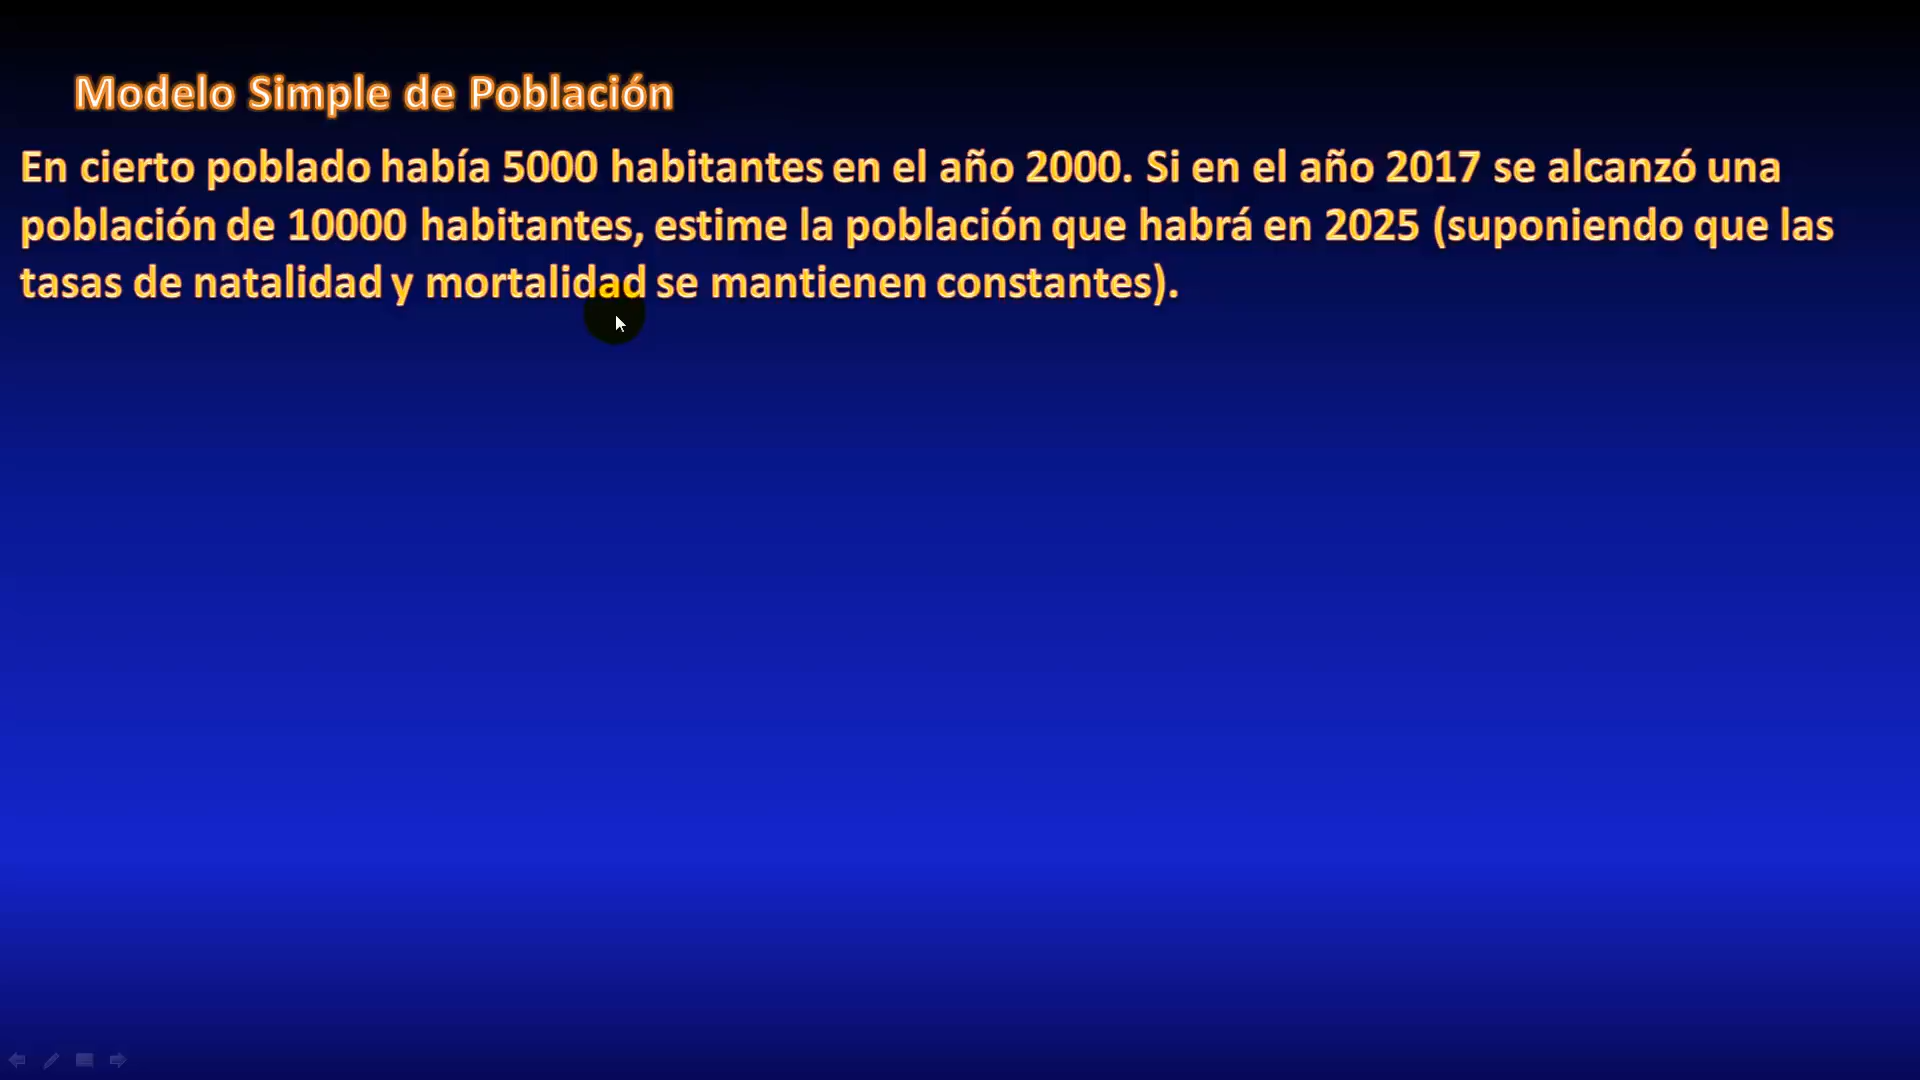 Modelo Simple de Población
En cierto poblado había 5000 habitantes en el año 2000. Si en el año 2017 se alcanzó una
población de 10000 habitantes, estime la población que habrá en 2025 (suponiendo que las
tasas de natalidad y mortalidad se mantienen constantes).